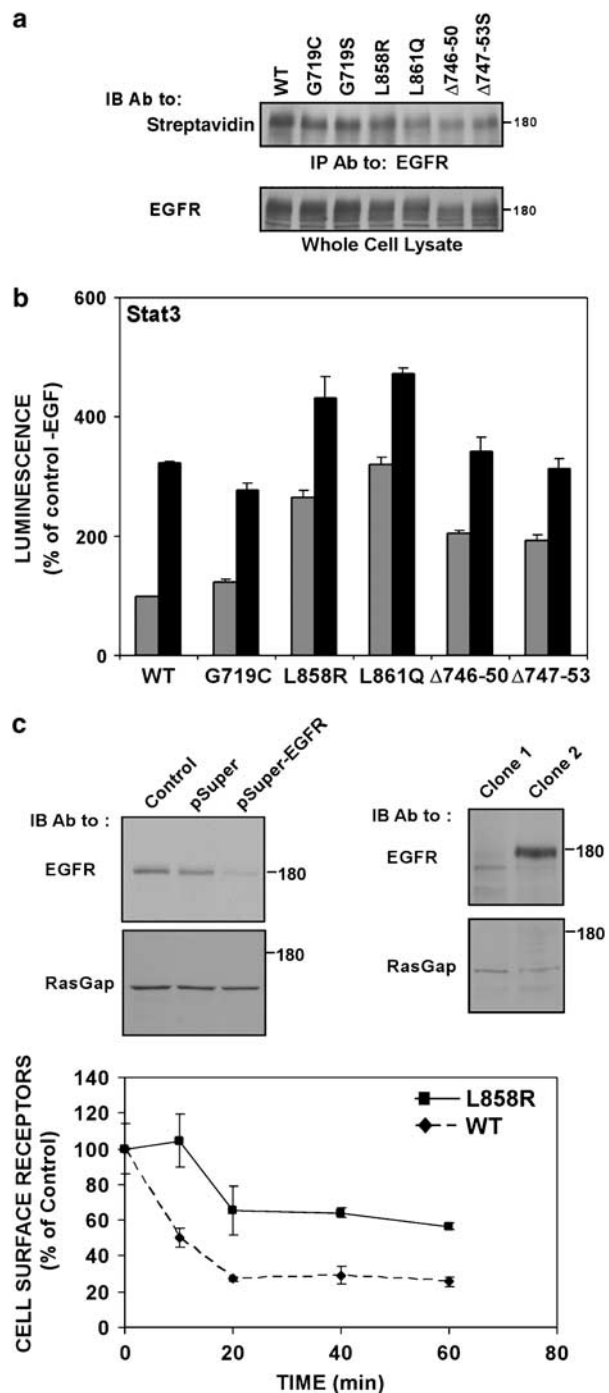 a
WT
G719C
G719S
L858R
L861Q
Δ746-50
Δ747-53S
IB Ab to:
Streptavidin
180
IP Ab to: EGFR
EGFR
180
Whole Cell Lysate
b
Stat3
LUMINESCENCE
(% of control -EGF)
600
400
200
0
WT G719C L858R L861Q Δ746-50 Δ747-53
c
Control
pSuper
pSuper-EGFR
IB Ab to :
EGFR
180
RasGap
180
Clone 1
Clone 2
IB Ab to :
EGFR
180
RasGap
180
CELL SURFACE RECEPTORS
(% of Control)
140
120
100
80
60
40
20
0
L858R
WT
0 20 40 60 80
TIME (min)